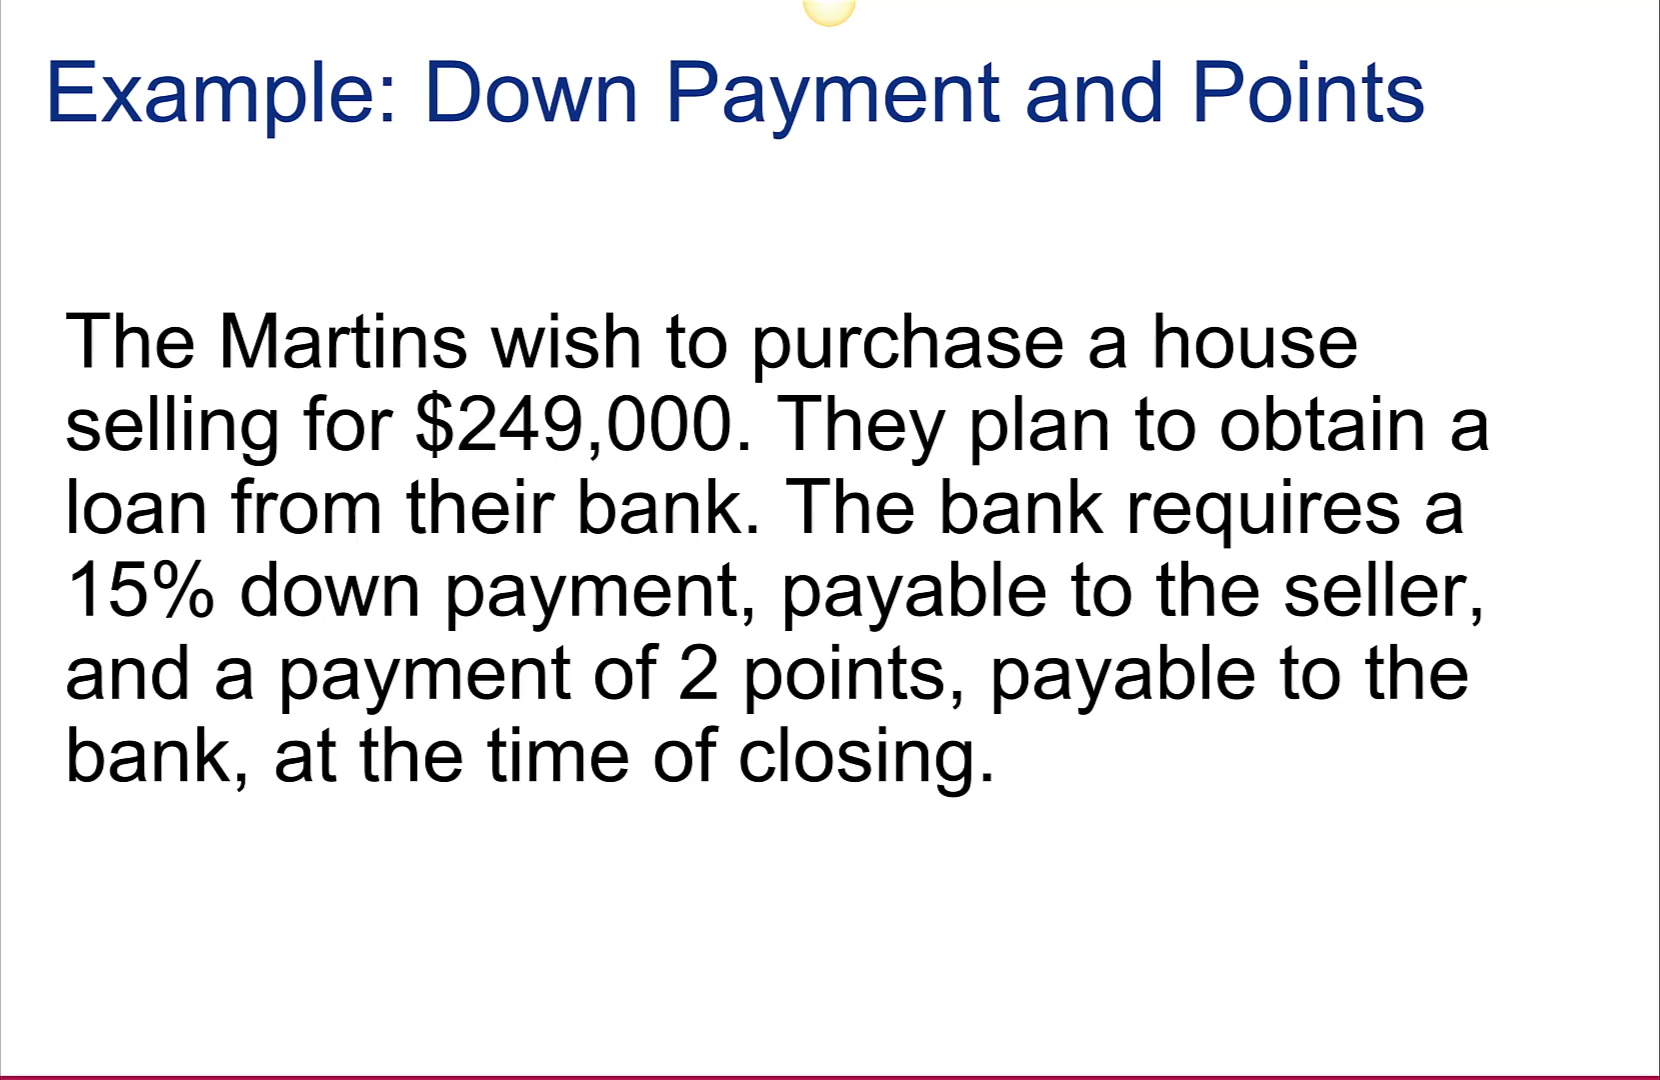 Example: Down Payment and Points
The Martins wish to purchase a house
selling for $249,000. They plan to obtain a
loan from their bank. The bank requires a
15% down payment, payable to the seller,
and a payment of 2 points, payable to the
bank, at the time of closing.